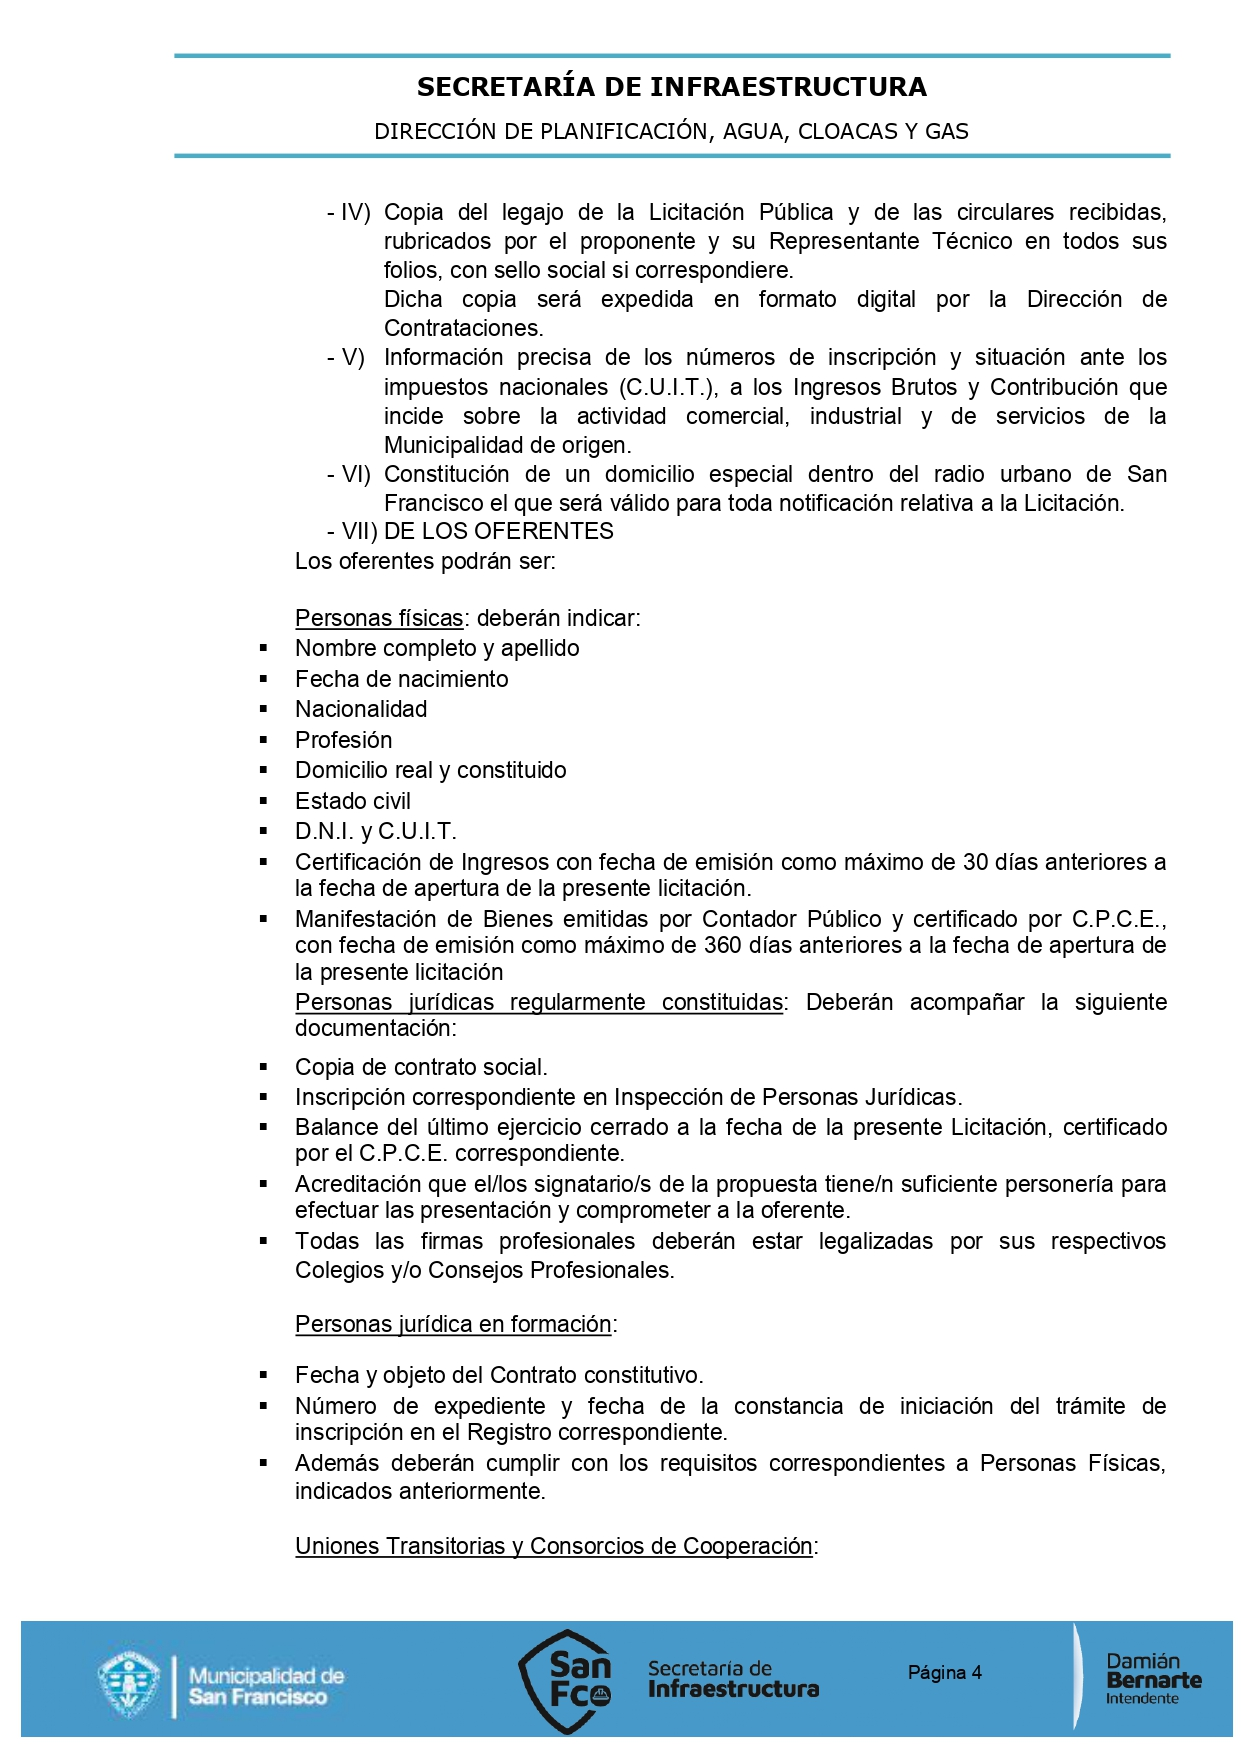 SECRETARÍA DE INFRAESTRUCTURA
DIRECCIÓN DE PLANIFICACIÓN, AGUA, CLOACAS Y GAS
- IV) Copia del legajo de la Licitación Pública y de las circulares recibidas,
rubricados por el proponente y su Representante Técnico en todos sus
folios, con sello social si correspondiere.
Dicha copia será expedida en formato digital por la Dirección de
Contrataciones.
- V) Información precisa de los números de inscripción y situación ante los
impuestos nacionales (C.U.I.T.), a los Ingresos Brutos y Contribución que
incide sobre la actividad comercial, industrial y de servicios de la
Municipalidad de origen.
- VI) Constitución de un domicilio especial dentro del radio urbano de San
Francisco el que será válido para toda notificación relativa a la Licitación.
- VII) DE LOS OFERENTES
Los oferentes podrán ser:
Personas físicas: deberán indicar:
▪ Nombre completo y apellido
▪ Fecha de nacimiento
▪ Nacionalidad
▪ Profesión
▪ Domicilio real y constituido
▪ Estado civil
▪ D.N.I. y C.U.I.T.
▪ Certificación de Ingresos con fecha de emisión como máximo de 30 días anteriores a
la fecha de apertura de la presente licitación.
▪ Manifestación de Bienes emitidas por Contador Público y certificado por C.P.C.E.,
con fecha de emisión como máximo de 360 días anteriores a la fecha de apertura de
la presente licitación
Personas jurídicas regularmente constituidas: Deberán acompañar la siguiente
documentación:
▪ Copia de contrato social.
▪ Inscripción correspondiente en Inspección de Personas Jurídicas.
▪ Balance del último ejercicio cerrado a la fecha de la presente Licitación, certificado
por el C.P.C.E. correspondiente.
▪ Acreditación que el/los signatario/s de la propuesta tiene/n suficiente personería para
efectuar las presentación y comprometer a la oferente.
▪ Todas las firmas profesionales deberán estar legalizadas por sus respectivos
Colegios y/o Consejos Profesionales.
Personas jurídica en formación:
▪ Fecha y objeto del Contrato constitutivo.
▪ Número de expediente y fecha de la constancia de iniciación del trámite de
inscripción en el Registro correspondiente.
▪ Además deberán cumplir con los requisitos correspondientes a Personas Físicas,
indicados anteriormente.
Uniones Transitorias y Consorcios de Cooperación:
Municipalidad de
San Francisco
San
Fco
Secretaría de
Infraestructura
Página 4
Damián
Bernarte
Intendente